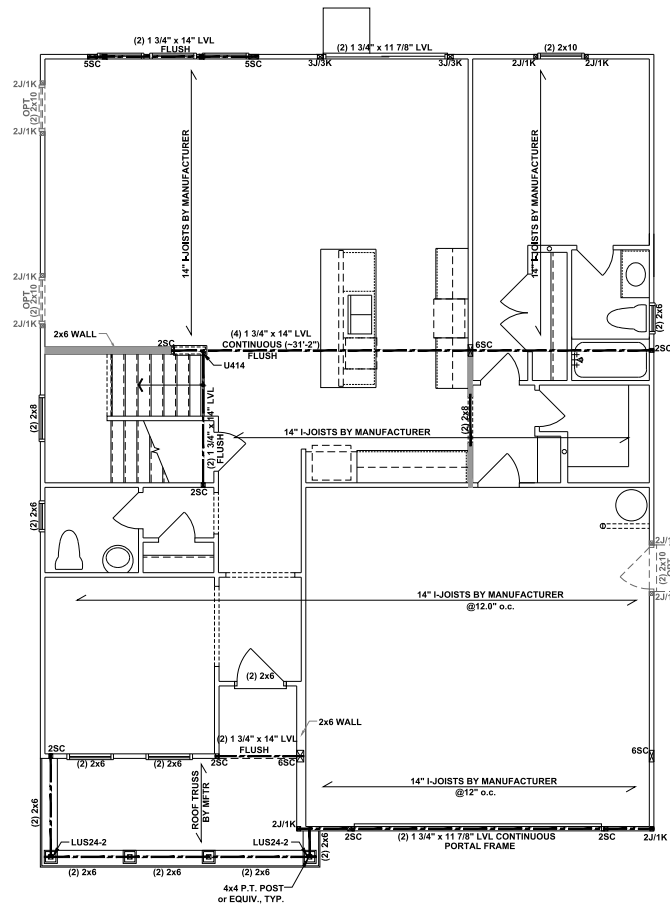 (2) 1 3/4" x 14" LVL
FLUSH
(2) 1 3/4" x 11 7/8" LVL
(2) 2x10
5SC
5SC
3J/3K
3J/3K
2J/1K
2J/1K
2J/1K
OPT
(2) 2x10
2J/1K
14" I-JOISTS BY MANUFACTURER
14" I-JOISTS BY MANUFACTURER
2J/1K
OPT
(2) 2x10
2J/1K
(2) 2x6
2x6 WALL
2SC
(4) 1 3/4" x 14" LVL
CONTINUOUS (~31'-2")
FLUSH
6SC
2SC
U414
(2) 2x8
(2) 1 3/4" x 14" LVL
FLUSH
(2) 2x8
14" I-JOISTS BY MANUFACTURER
2SC
(2) 2x6
2J/1
(2) 2x10
OPT
2J/1K
14" I-JOISTS BY MANUFACTURER
@12.0" o.c.
(2) 2x6
2x6 WALL
(2) 1 3/4" x 14" LVL
FLUSH
2SC
2SC
6SC
6SC
(2) 2x6
(2) 2x6
(2) 2x6
ROOF TRUSS
BY MFTR
14" I-JOISTS BY MANUFACTURER
@12" o.c.
2J/1K
2SC
(2) 1 3/4" x 11 7/8" LVL CONTINUOUS
PORTAL FRAME
2SC
2J/1K
LUS24-2
LUS24-2
(2) 2x6
(2) 2x6
(2) 2x6
(2) 2x6
4x4 P.T. POST
or EQUIV., TYP.